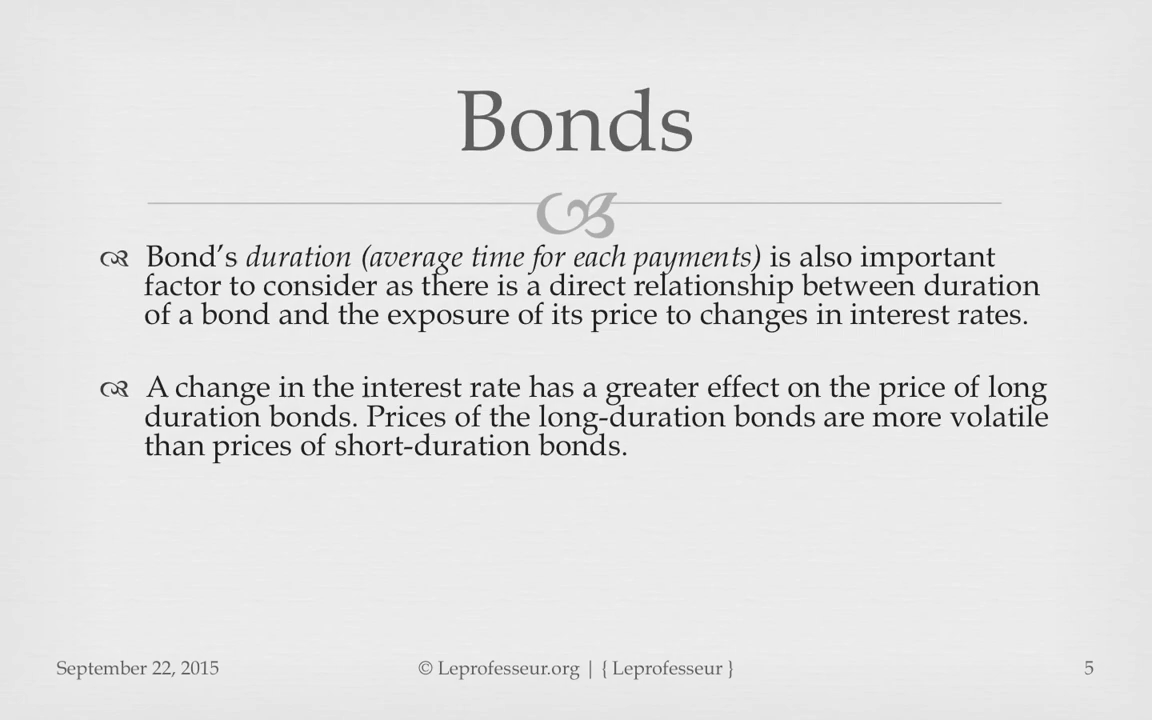 Bonds
Bond’s duration (average time for each payments) is also important
factor to consider as there is a direct relationship between duration
of a bond and the exposure of its price to changes in interest rates.
A change in the interest rate has a greater effect on the price of long
duration bonds. Prices of the long-duration bonds are more volatile
than prices of short-duration bonds.
September 22, 2015
© Leprofesseur.org | { Leprofesseur }
5